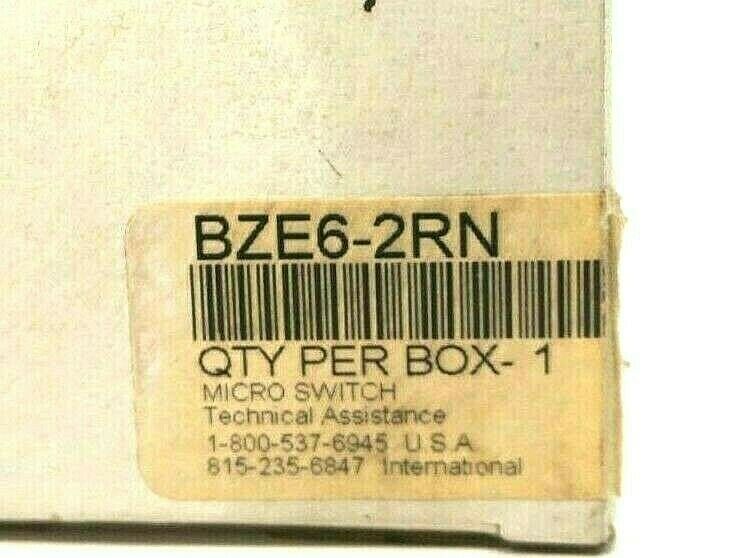 BZE6-2RN
QTY PER BOX- 1
MICRO SWITCH
Technical Assistance
1-800-537-6945 U S A
815-235-6847 International